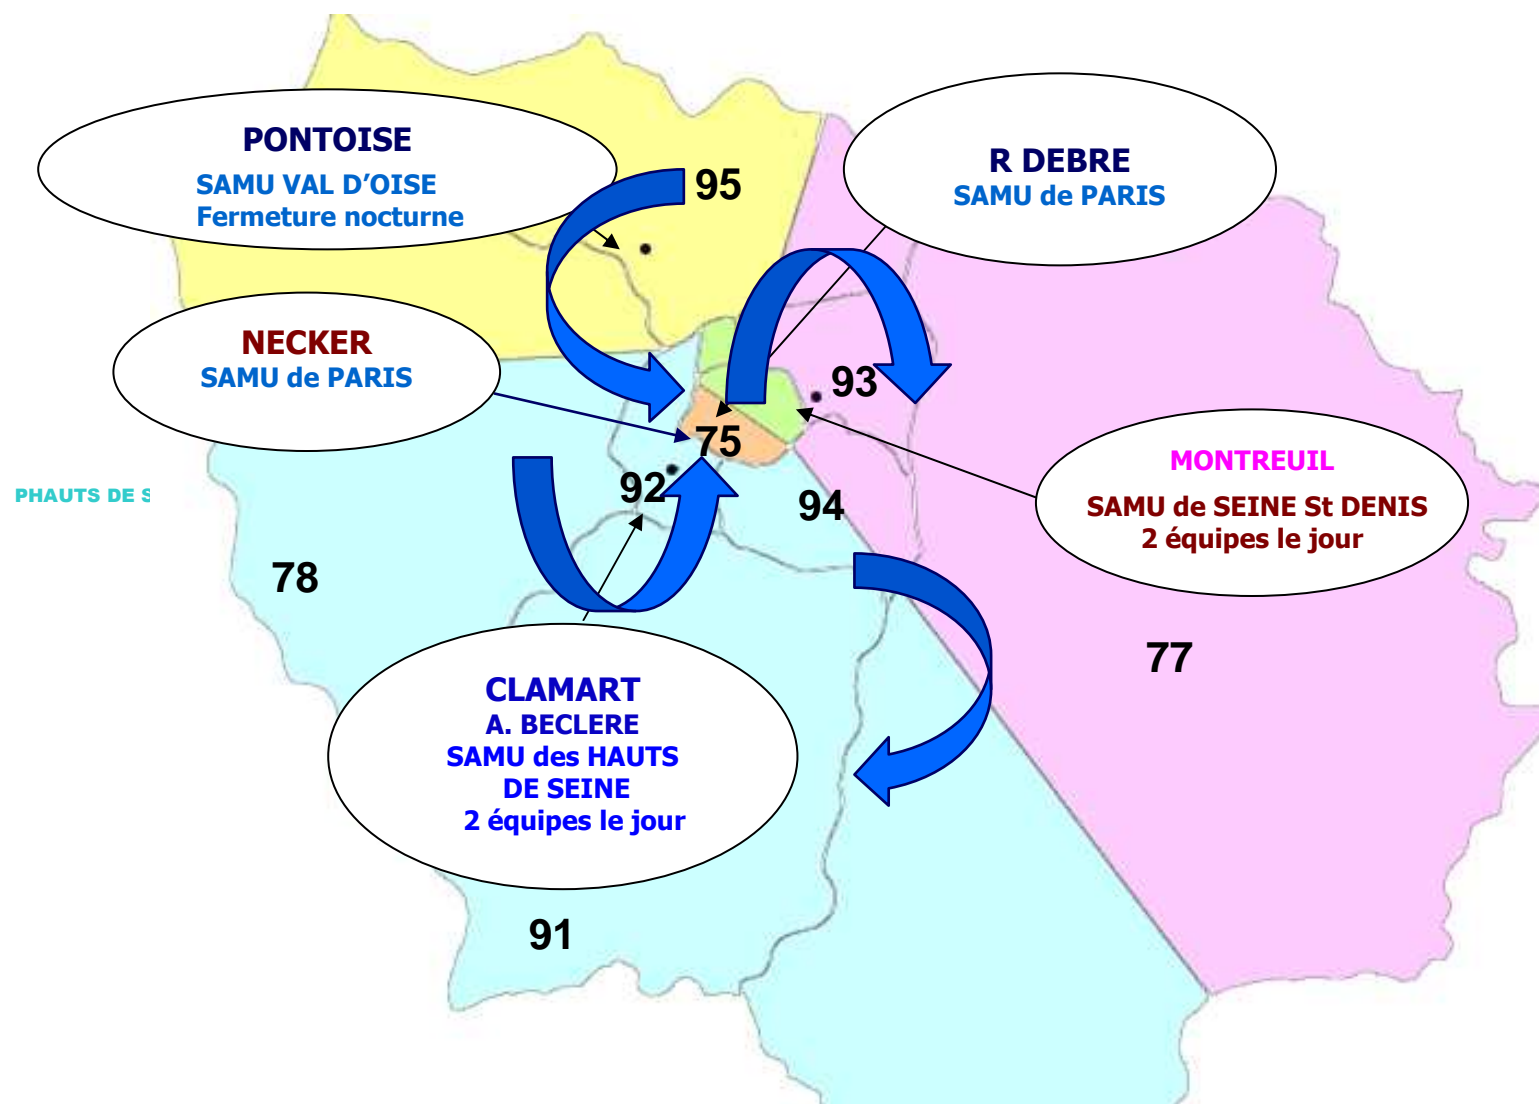 PONTOISE
SAMU VAL D'OISE
Fermeture nocturne
95
R DEBRE
SAMU de PARIS
NECKER
SAMU de PARIS
93
75
MONTREUIL
SAMU de SEINE St DENIS
2 équipes le jour
92
94
PHAUTS DE S
78
77
CLAMART
A. BECLERE
SAMU des HAUTS
DE SEINE
2 équipes le jour
91